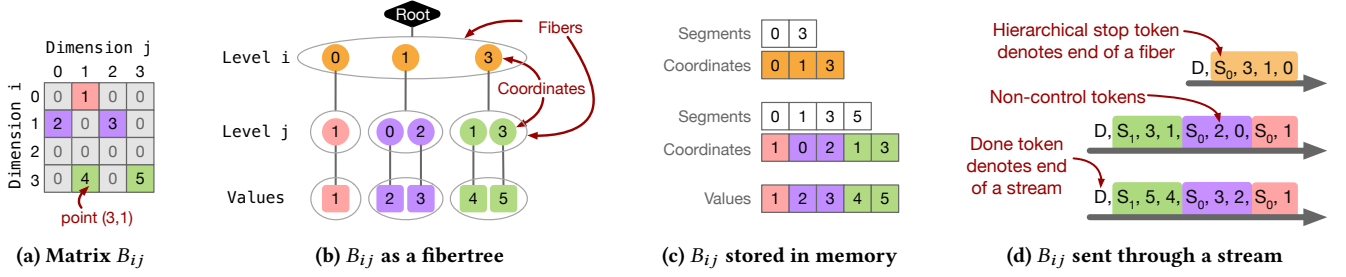 Dimension j
0 1 2 3
Dimension i
0 0 1 0 0
1 2 0 3 0
2 0 0 0 0
3 0 4 0 5
point (3,1)
(a) Matrix B_ij
Root
Fibers
Level i 0 1 3
Coordinates
Level j 1 0 2 1 3
Values 1 2 3 4 5
(b) B_ij as a fibertree
Segments 0 3
Coordinates 0 1 3
Segments 0 1 3 5
Coordinates 1 0 2 1 3
Values 1 2 3 4 5
(c) B_ij stored in memory
Hierarchical stop token
denotes end of a fiber
D, S₀, 3, 1, 0
Non-control tokens
D, S₁, 3, 1, S₀, 2, 0, S₀, 1
Done token
denotes end
of a stream
D, S₁, 5, 4, S₀, 3, 2, S₀, 1
(d) B_ij sent through a stream